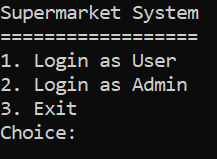 Supermarket System
==================
1. Login as User
2. Login as Admin
3. Exit
Choice: